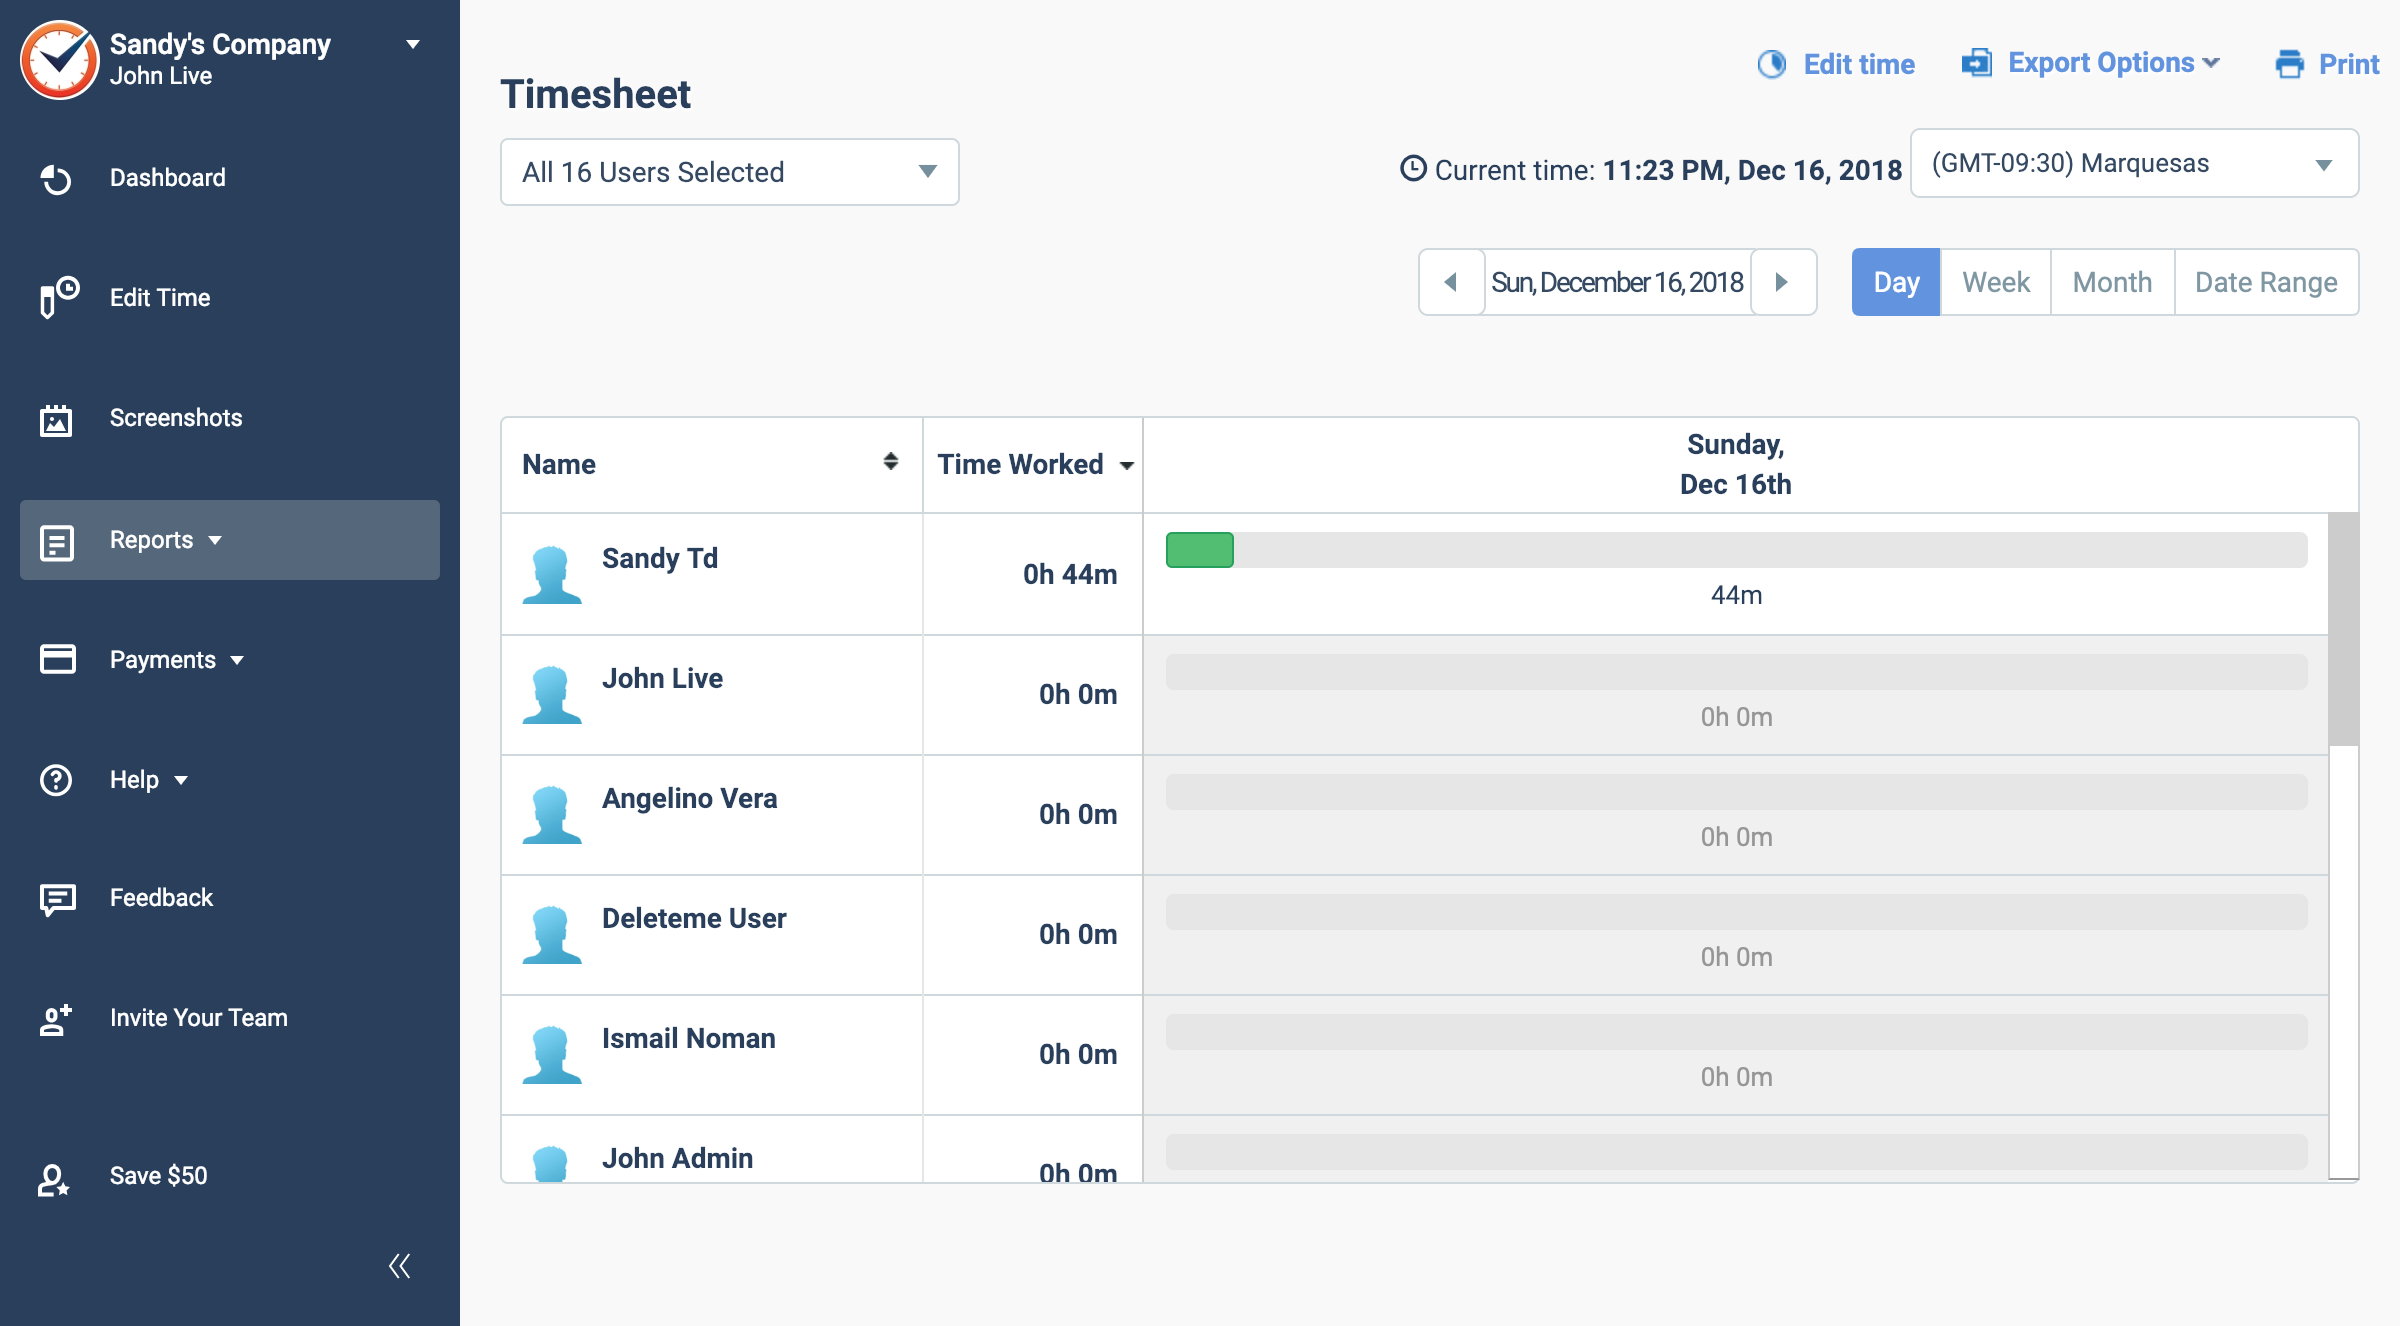 Sandy's Company
John Live
Dashboard
Edit Time
Screenshots
Reports
Payments
Help
Feedback
Invite Your Team
Save $50
Edit time
Export Options
Print
Timesheet
All 16 Users Selected
Current time: 11:23 PM, Dec 16, 2018
(GMT-09:30) Marquesas
Sun, December 16, 2018
Day
Week
Month
Date Range
Name
Time Worked
Sunday,
Dec 16th
Sandy Td
0h 44m
44m
John Live
0h 0m
0h 0m
Angelino Vera
0h 0m
0h 0m
Deleteme User
0h 0m
0h 0m
Ismail Noman
0h 0m
0h 0m
John Admin
0h 0m